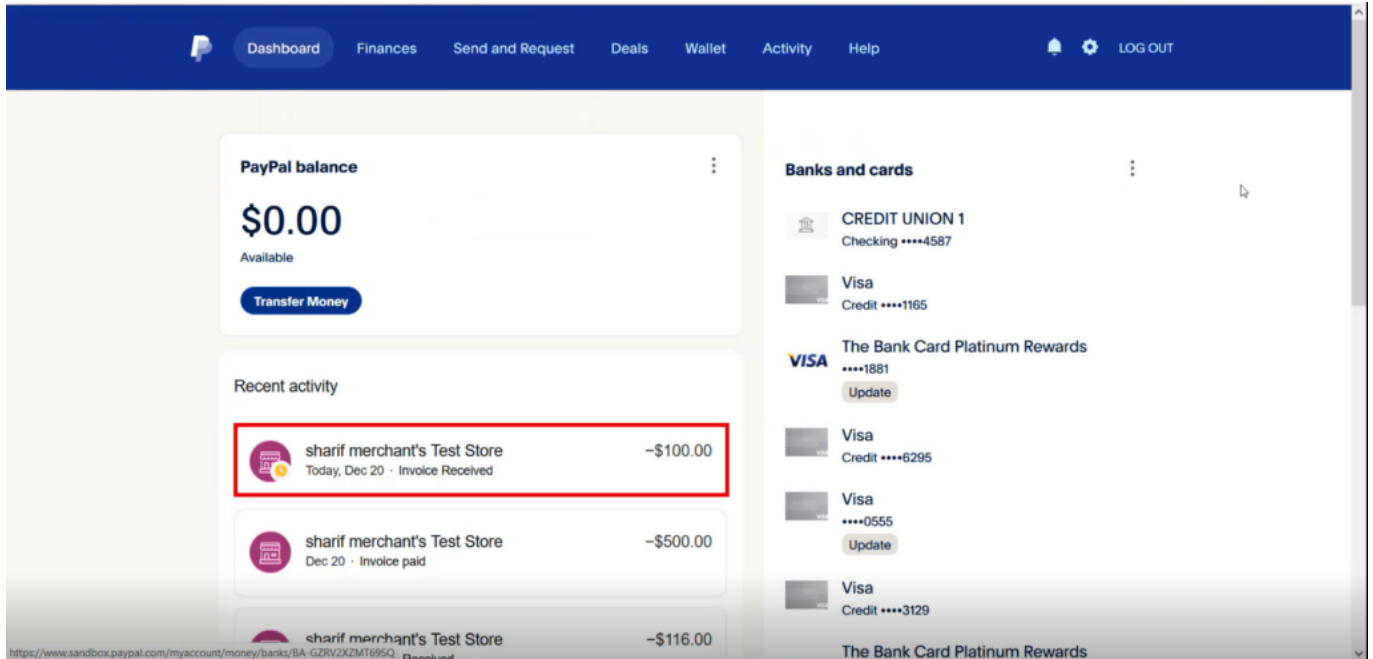 Dashboard Finances Send and Request Deals Wallet Activity Help LOG OUT
PayPal balance
$0.00
Available
Transfer Money
Recent activity
sharif merchant's Test Store −$100.00
Today, Dec 20 · Invoice Received
sharif merchant's Test Store −$500.00
Dec 20 · Invoice paid
sharif merchant's Test Store −$116.00
Received
Banks and cards
CREDIT UNION 1
Checking ••••4587
Visa
Credit ••••1165
VISA
The Bank Card Platinum Rewards
••••1881
Update
Visa
Credit ••••6295
Visa
••••0555
Update
Visa
Credit ••••3129
The Bank Card Platinum Rewards
https://www.sandbox.paypal.com/myaccount/money/banks/BA-GZRV2XZMT695Q